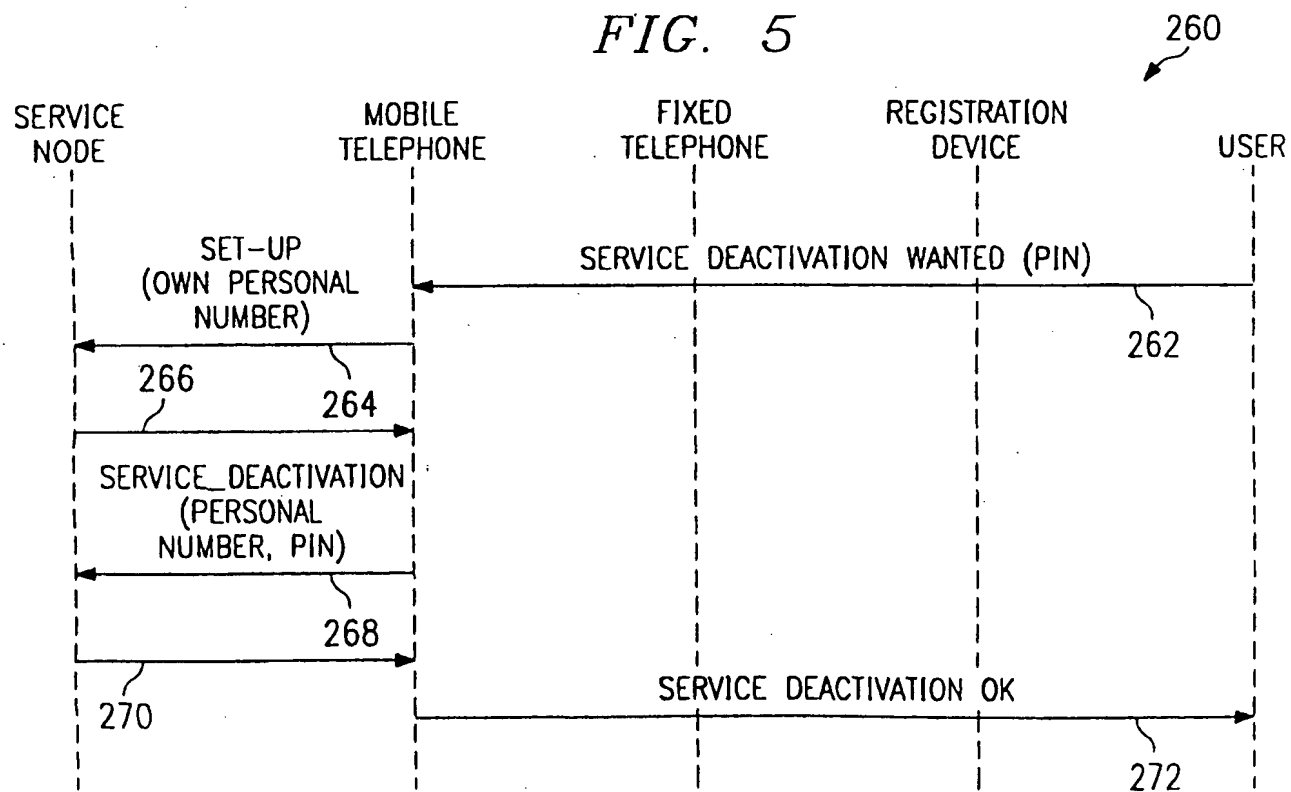 FIG. 5
260
SERVICE
NODE
MOBILE
TELEPHONE
FIXED
TELEPHONE
REGISTRATION
DEVICE
USER
SET-UP
(OWN PERSONAL
NUMBER)
SERVICE DEACTIVATION WANTED (PIN)
262
264
266
SERVICE_DEACTIVATION
(PERSONAL
NUMBER, PIN)
268
270
SERVICE DEACTIVATION OK
272